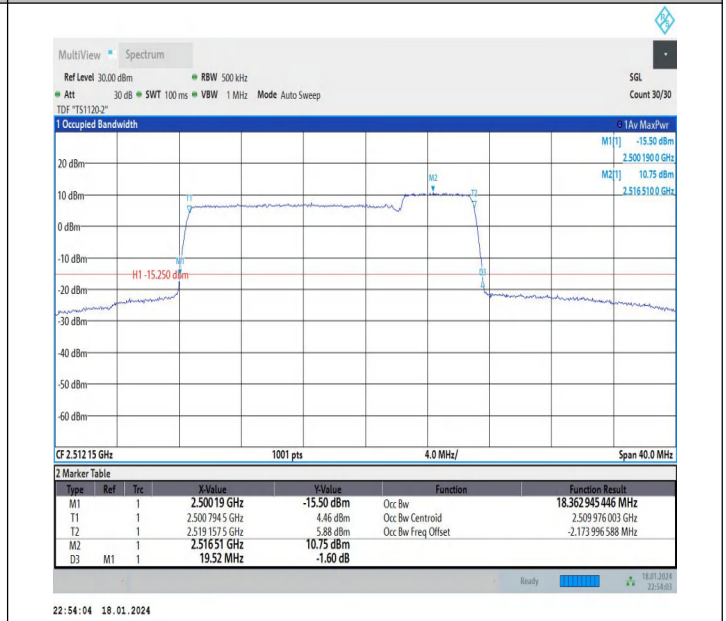 MultiView Spectrum
Ref Level 30.00 dBm RBW 500 kHz SGL
Att 30 dB SWT 100 ms VBW 1 MHz Mode Auto Sweep Count 30/30
TDF "TS1120-2"
1 Occupied Bandwidth 1Av MaxPwr
M1[1] -15.50 dBm
2.500 190 0 GHz
M2[1] 10.75 dBm
2.516 510 0 GHz
20 dBm
M2
10 dBm
T1
T2
0 dBm
-10 dBm
M1
H1 -15.250 dBm
D3
-20 dBm
-30 dBm
-40 dBm
-50 dBm
-60 dBm
CF 2.512 15 GHz 1001 pts 4.0 MHz/ Span 40.0 MHz
2 Marker Table
Type Ref Trc X-Value Y-Value Function Function Result
M1 1 2.500 19 GHz -15.50 dBm Occ Bw 18.362 945 446 MHz
T1 1 2.500 794 5 GHz 4.46 dBm Occ Bw Centroid 2.509 976 003 GHz
T2 1 2.519 157 5 GHz 5.88 dBm Occ Bw Freq Offset -2.173 996 588 MHz
M2 1 2.516 51 GHz 10.75 dBm
D3 M1 1 19.52 MHz -1.60 dB
Ready 18.01.2024
22:54:03
22:54:04 18.01.2024